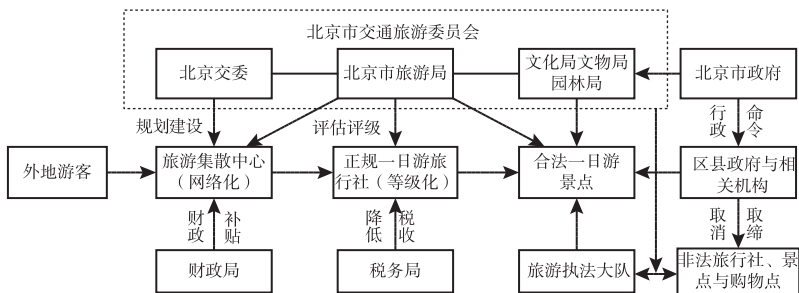 北京市交通旅游委员会
北京交委
北京市旅游局
文化局文物局
园林局
北京市政府
规划建设
评估评级
行政
命令
外地游客
旅游集散中心
（网络化）
正规一日游旅
行社（等级化）
合法一日游
景点
区县政府与相
关机构
财政
补贴
降低
税收
取消
取缔
财政局
税务局
旅游执法大队
非法旅行社、景
点与购物点